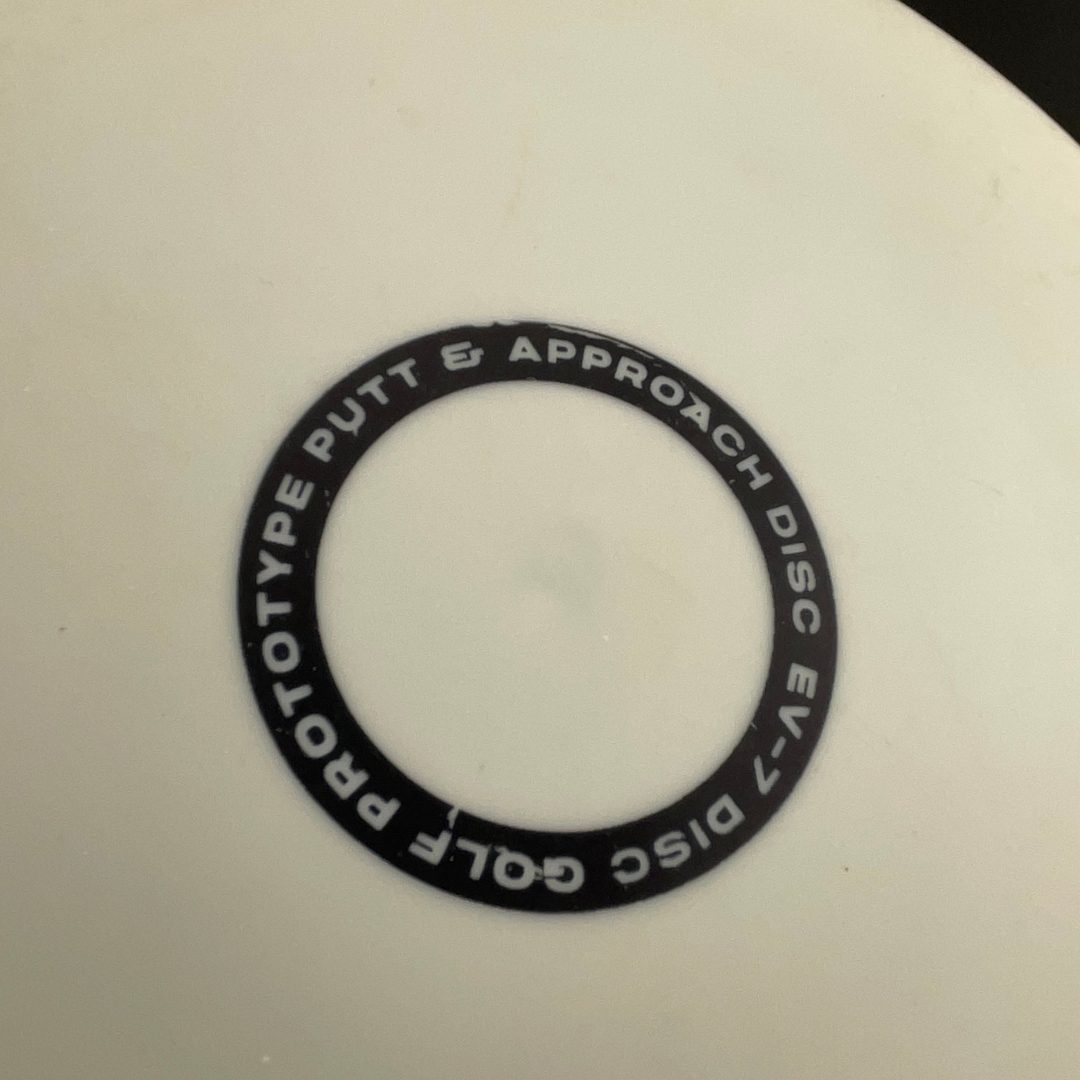 PROTOTYPE PUTT & APPROACH DISC EV-7 DISC GOLF